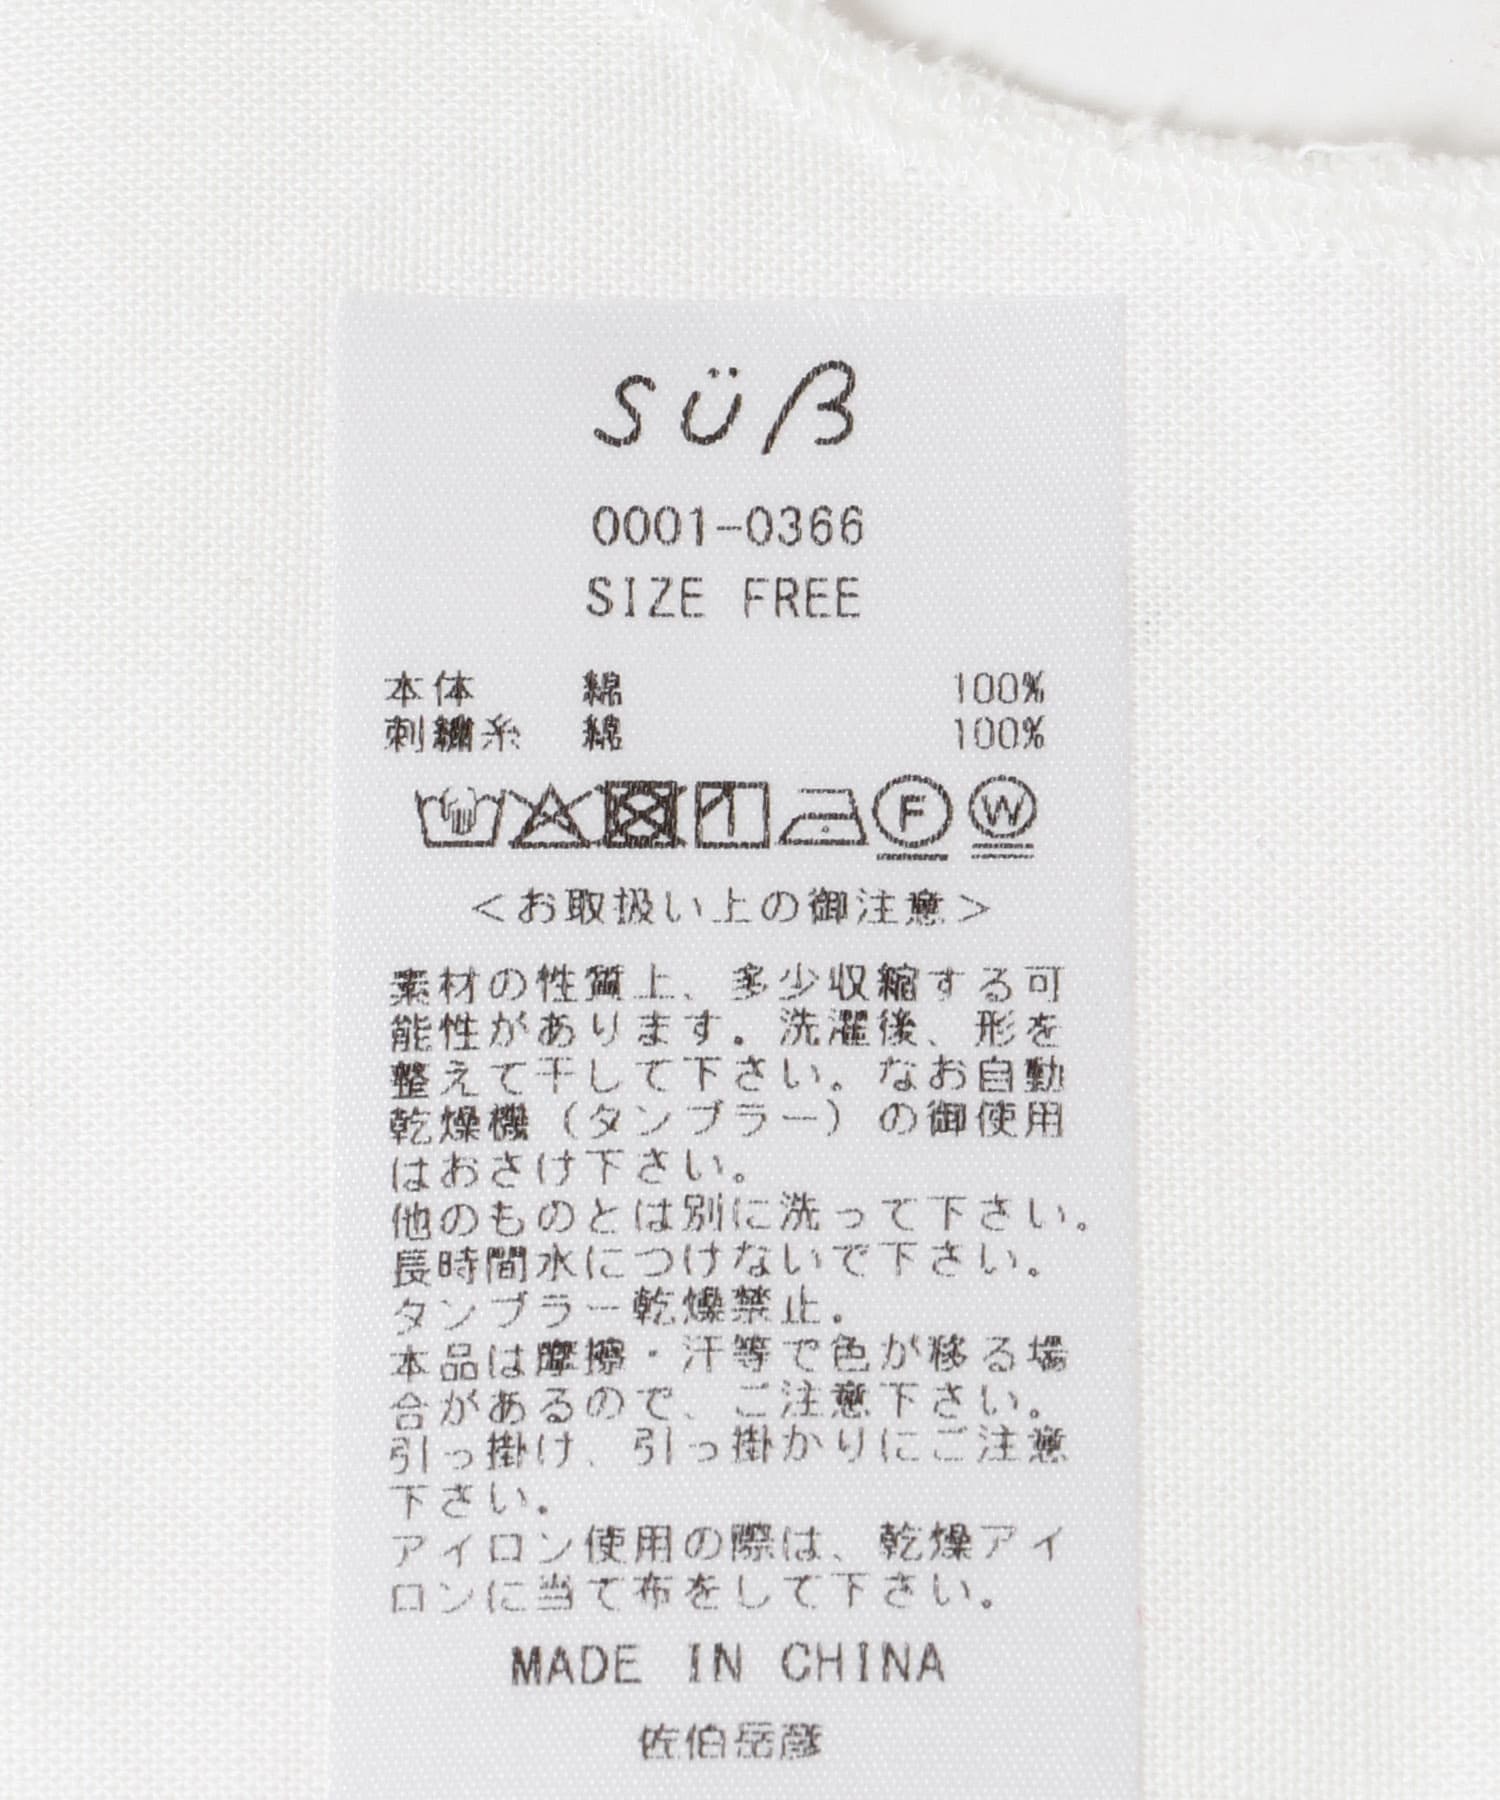 süß
0001-0366
SIZE FREE
本体 綿 100%
刺繍糸 綿 100%
F W
＜お取扱い上の御注意＞
素材の性質上、多少収縮する可
能性があります。洗濯後、形を
整えて干して下さい。なお自動
乾燥機（タンブラー）の御使用
はおさけ下さい。
他のものとは別に洗って下さい。
長時間水につけないで下さい。
タンブラー乾燥禁止。
本品は摩擦・汗等で色が移る場
合があるので、ご注意下さい。
引っ掛け、引っ掛かりにご注意
下さい。
アイロン使用の際は、乾燥アイ
ロンに当て布をして下さい。
MADE IN CHINA
佐伯岳彦